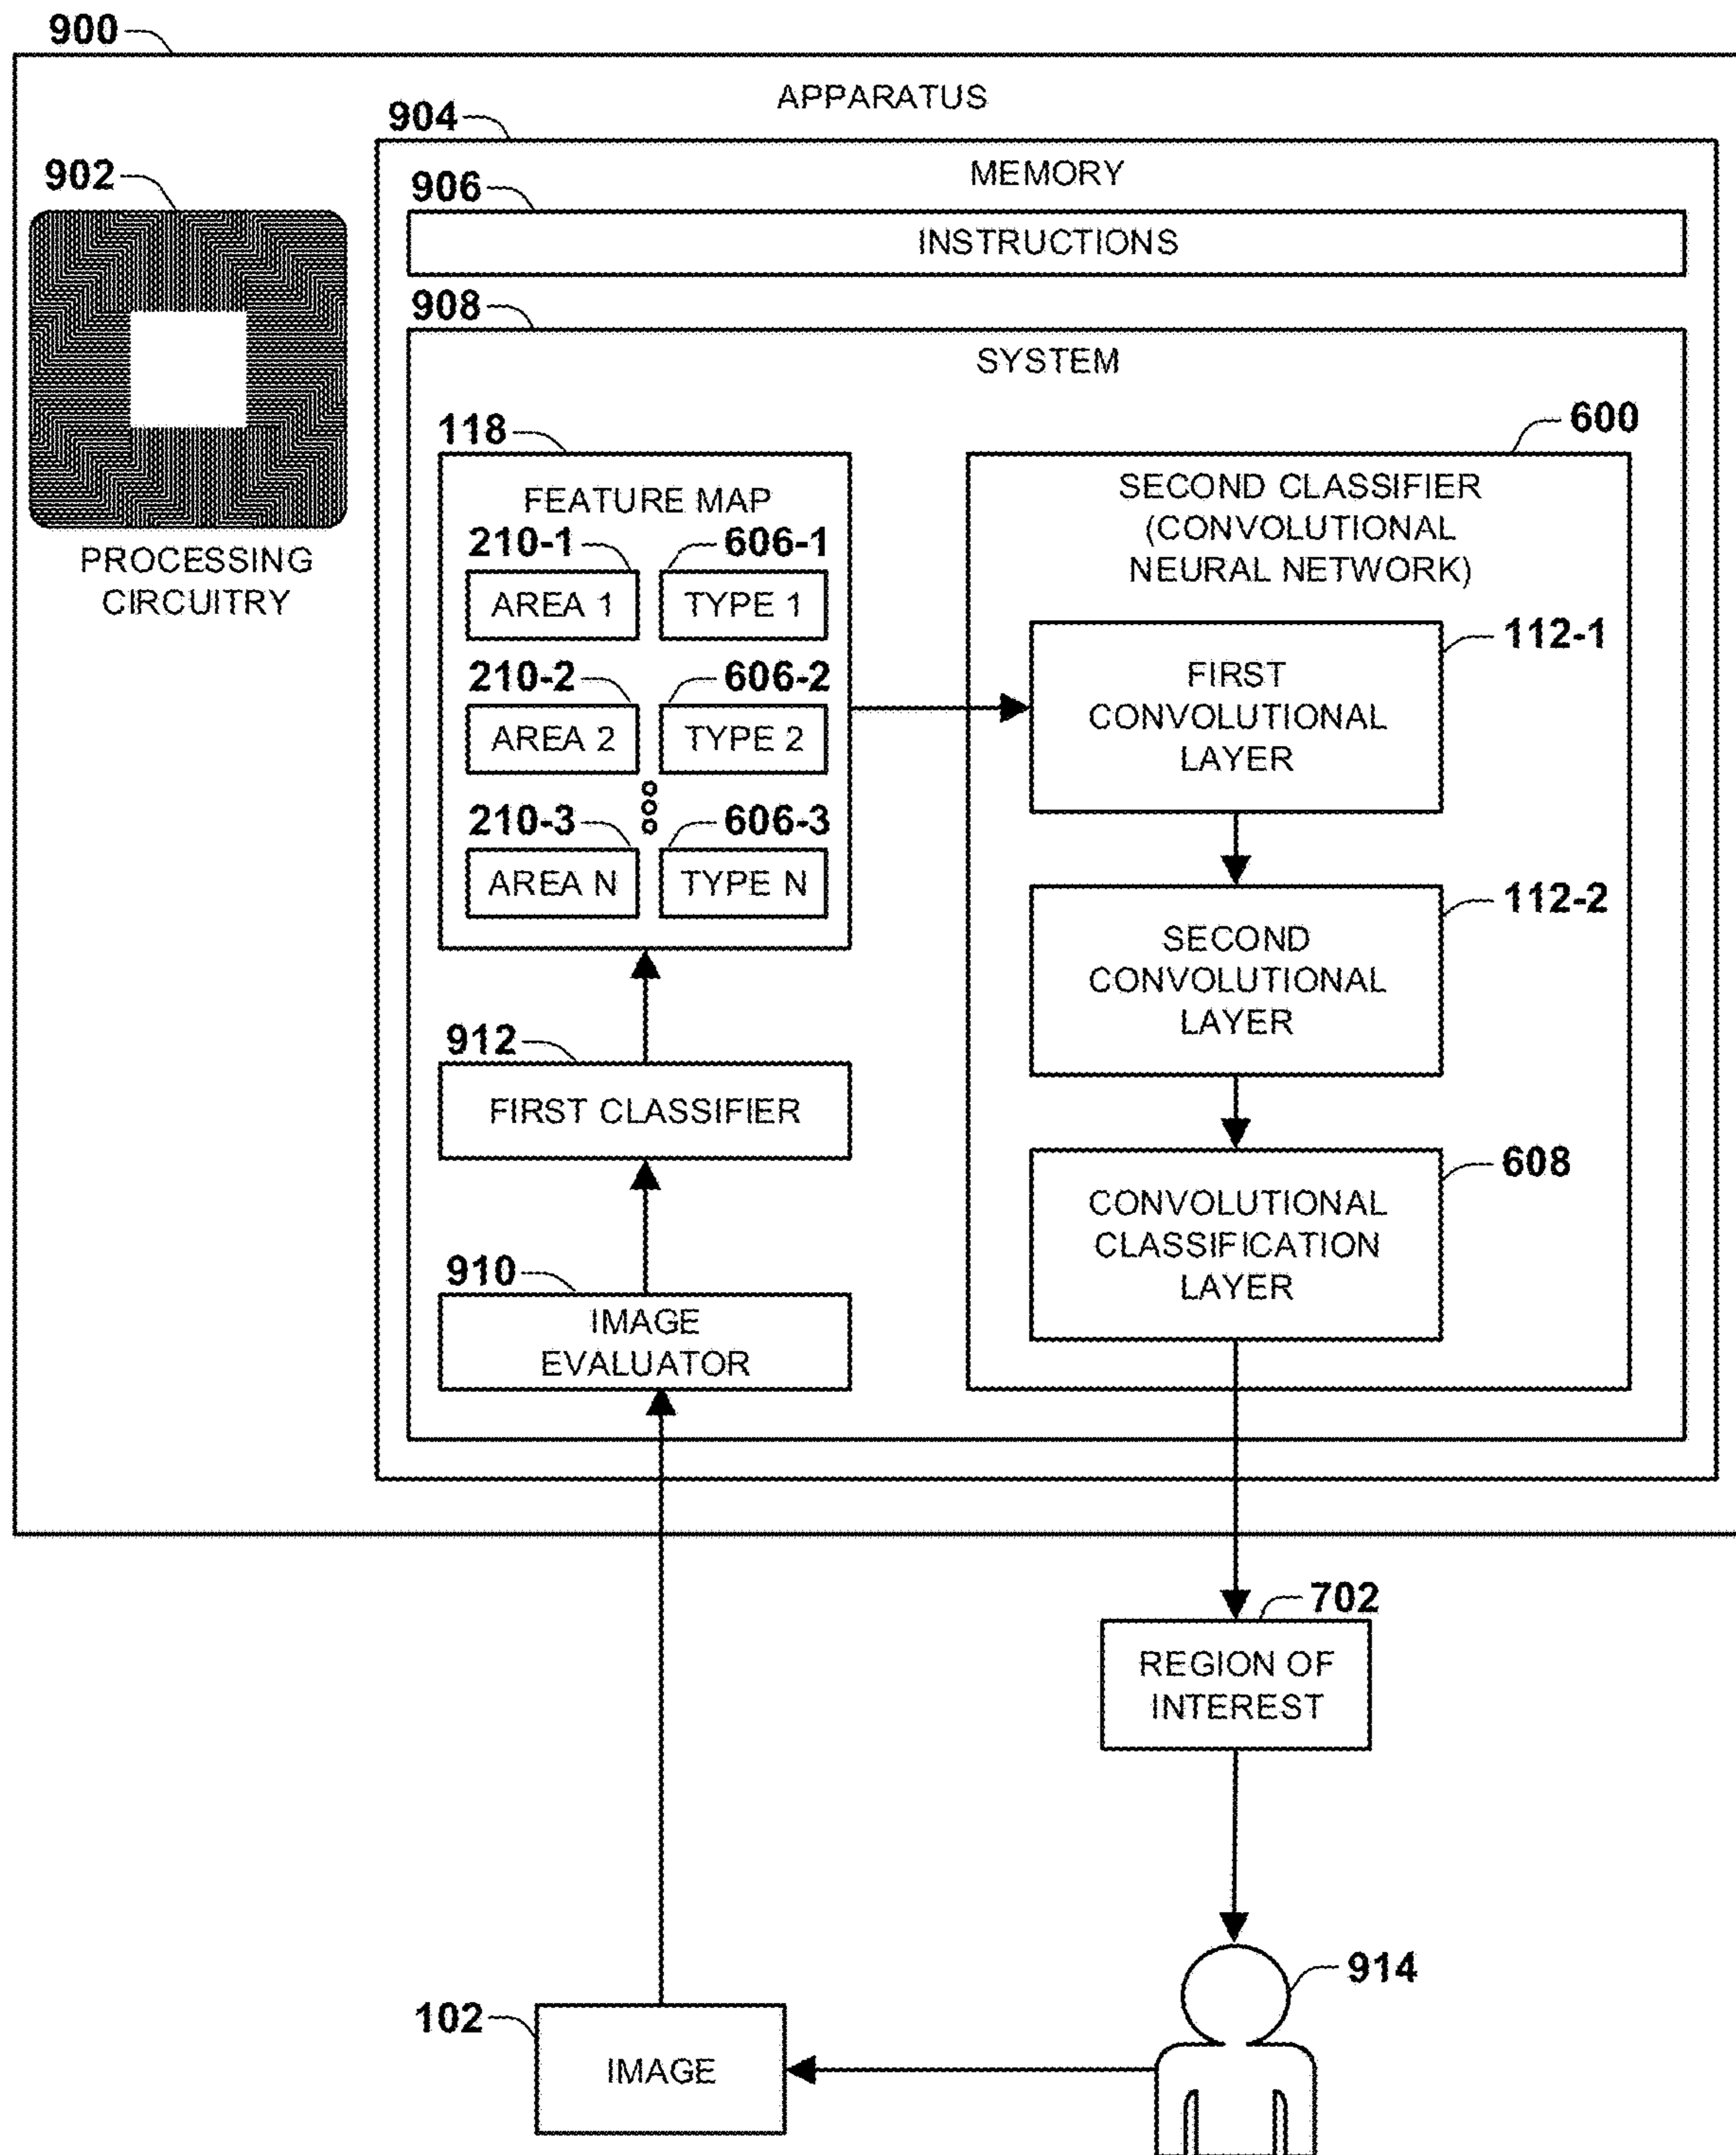 900
APPARATUS
904
MEMORY
902
906
INSTRUCTIONS
908
SYSTEM
PROCESSING
CIRCUITRY
118
FEATURE MAP
210-1 606-1
AREA 1 TYPE 1
210-2 606-2
AREA 2 TYPE 2
210-3 606-3
AREA N TYPE N
912
FIRST CLASSIFIER
910
IMAGE
EVALUATOR
600
SECOND CLASSIFIER
(CONVOLUTIONAL
NEURAL NETWORK)
112-1
FIRST
CONVOLUTIONAL
LAYER
112-2
SECOND
CONVOLUTIONAL
LAYER
608
CONVOLUTIONAL
CLASSIFICATION
LAYER
702
REGION OF
INTEREST
914
102
IMAGE